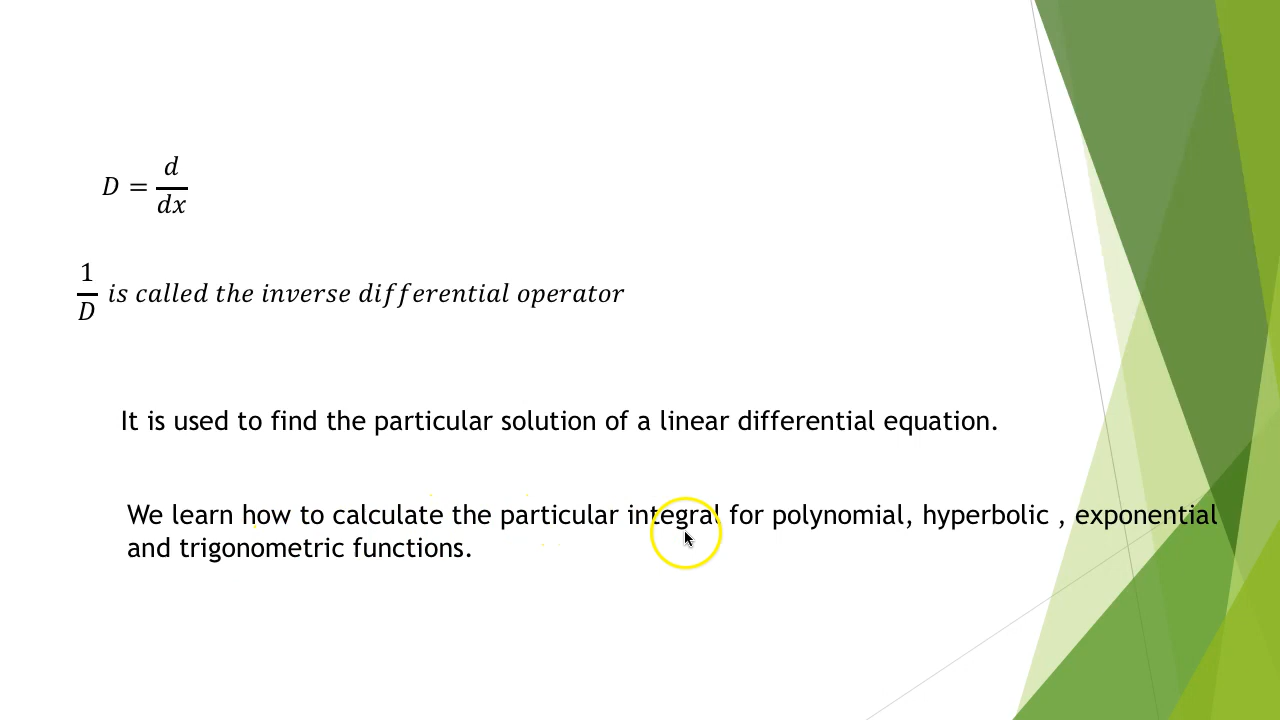 D = d/dx
1/D is called the inverse differential operator
It is used to find the particular solution of a linear differential equation.
We learn how to calculate the particular integral for polynomial, hyperbolic , exponential
and trigonometric functions.